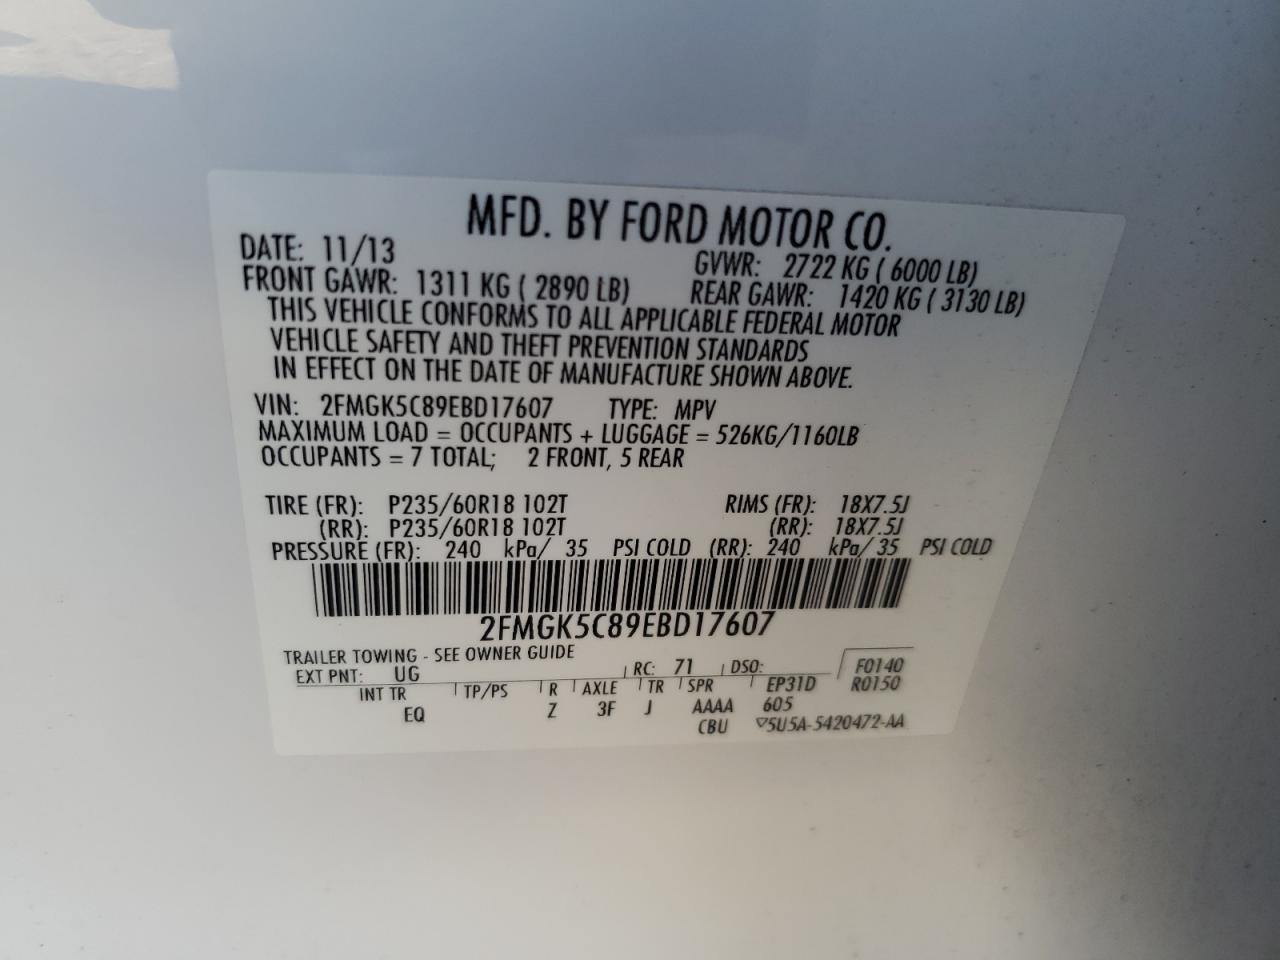 MFD. BY FORD MOTOR CO.
DATE: 11/13 GVWR: 2722 KG ( 6000 LB)
FRONT GAWR: 1311 KG ( 2890 LB) REAR GAWR: 1420 KG ( 3130 LB)
THIS VEHICLE CONFORMS TO ALL APPLICABLE FEDERAL MOTOR
VEHICLE SAFETY AND THEFT PREVENTION STANDARDS
IN EFFECT ON THE DATE OF MANUFACTURE SHOWN ABOVE.
VIN: 2FMGK5C89EBD17607 TYPE: MPV
MAXIMUM LOAD = OCCUPANTS + LUGGAGE = 526KG/1160LB
OCCUPANTS = 7 TOTAL; 2 FRONT, 5 REAR
TIRE (FR): P235/60R18 102T RIMS (FR): 18X7.5J
(RR): P235/60R18 102T (RR): 18X7.5J
PRESSURE (FR): 240 kPa/ 35 PSI COLD (RR): 240 kPa/ 35 PSI COLD
2FMGK5C89EBD17607
TRAILER TOWING - SEE OWNER GUIDE
EXT PNT: UG RC: 71 DSO: F0140
INT TR TP/PS R AXLE TR SPR EP31D R0150
EQ Z 3F J AAAA 605
CBU 5U5A-5420472-AA